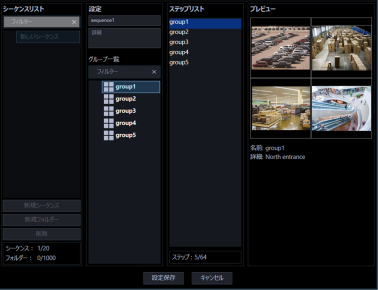 シーケンスリスト
フィルター
新しいシーケンス
新規シーケンス
新規フォルダー
削除
シーケンス： 1/20
フォルダー： 0/1000
設定
sequence1
詳細
グループ一覧
フィルター
group1
group2
group3
group4
group5
ステップリスト
group1
group2
group3
group4
group5
ステップ : 5/64
プレビュー
名前: group1
詳細: North entrance
設定保存
キャンセル